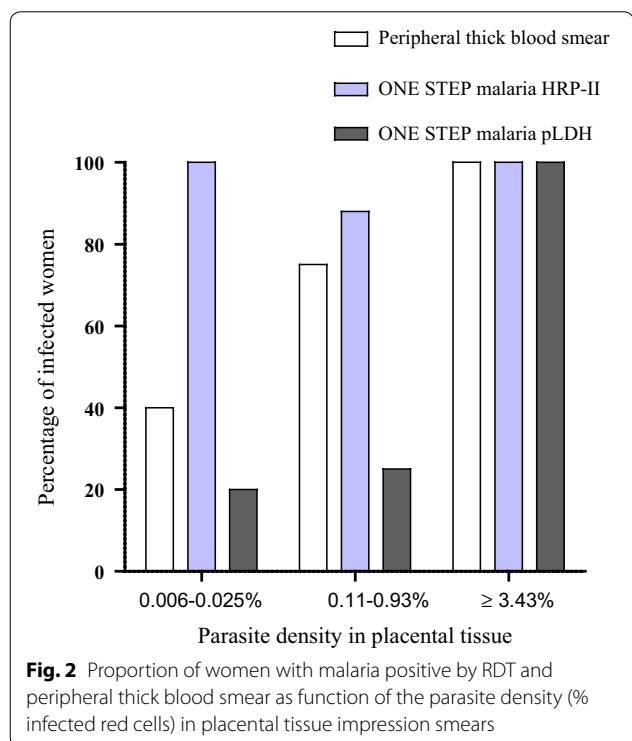 Peripheral thick blood smear
ONE STEP malaria HRP-II
ONE STEP malaria pLDH
Percentage of infected women
100
80
60
40
20
0
0.006-0.025% 0.11-0.93% ≥ 3.43%
Parasite density in placental tissue
Fig. 2 Proportion of women with malaria positive by RDT and
peripheral thick blood smear as function of the parasite density (%
infected red cells) in placental tissue impression smears